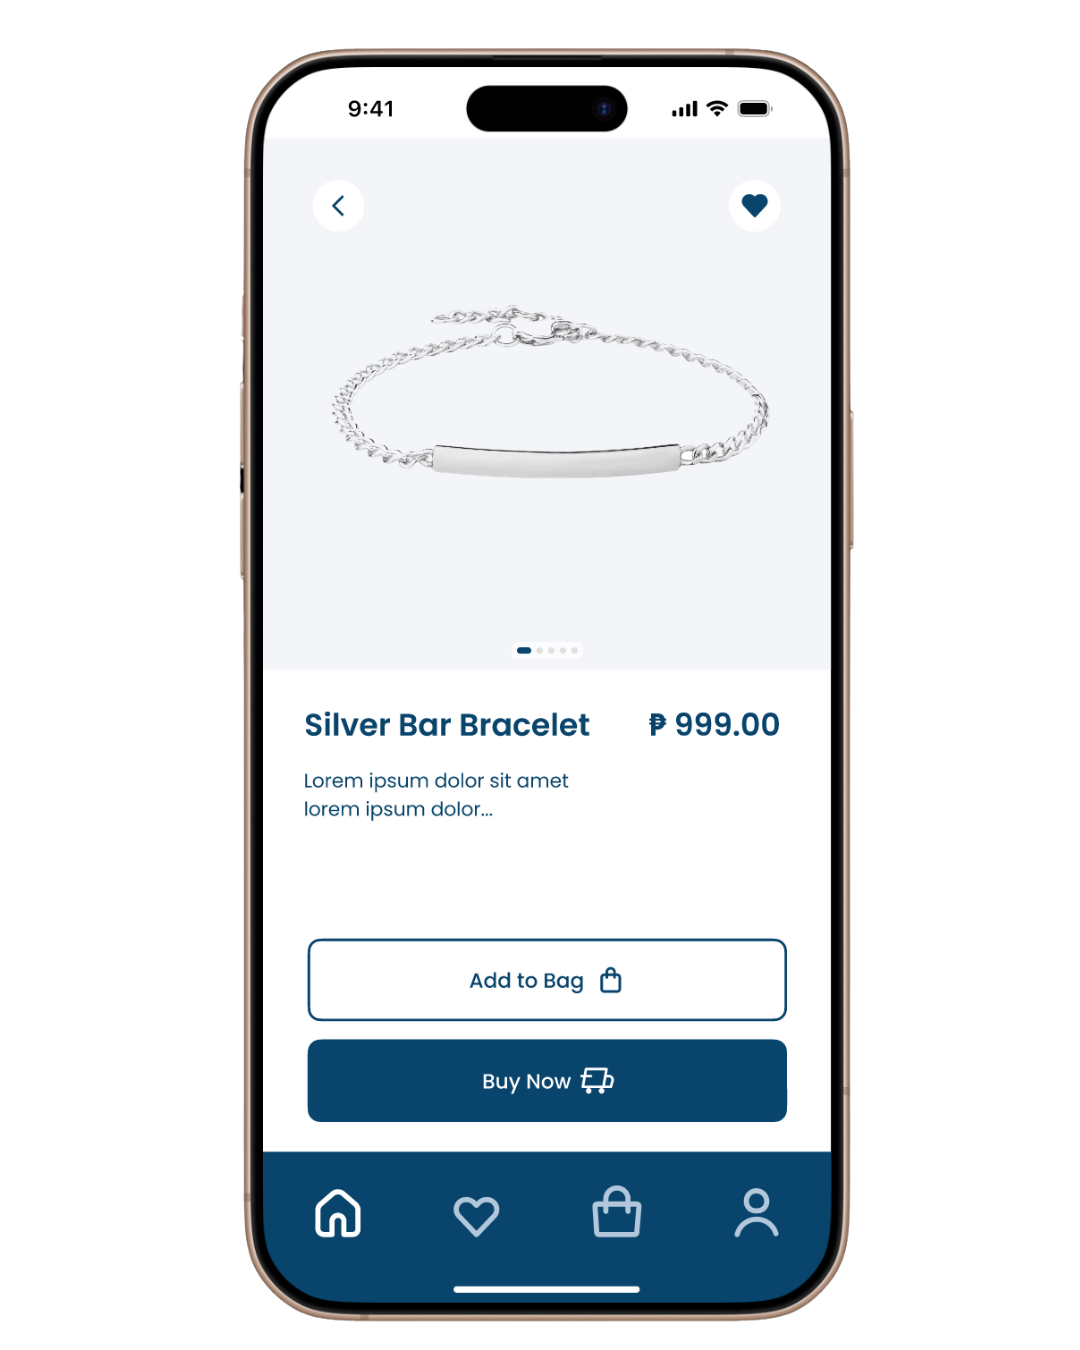 9:41
Silver Bar Bracelet
₱ 999.00
Lorem ipsum dolor sit amet
lorem ipsum dolor...
Add to Bag
Buy Now